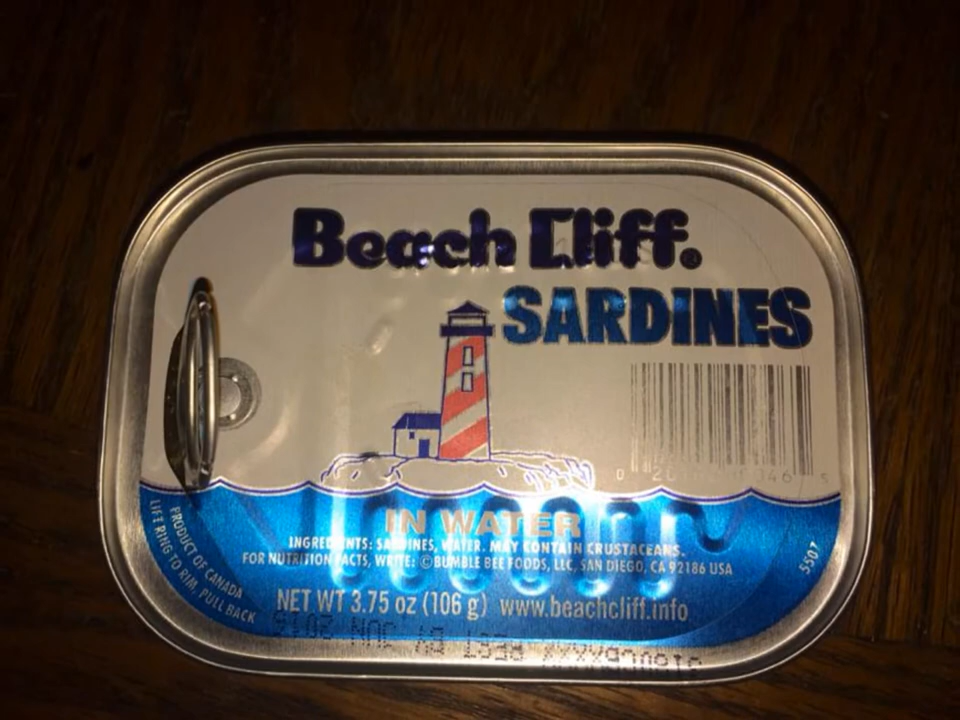 Beach Cliff®
SARDINES
IN WATER
INGREDIENTS: SARDINES, WATER. MAY CONTAIN CRUSTACEANS.
FOR NUTRITION FACTS, WRITE: ©BUMBLE BEE FOODS, LLC, SAN DIEGO, CA 92186 USA
NET WT 3.75 oz (106 g) www.beachcliff.info
PRODUCT OF CANADA
LIFT RING TO RIM, PULL BACK
5507